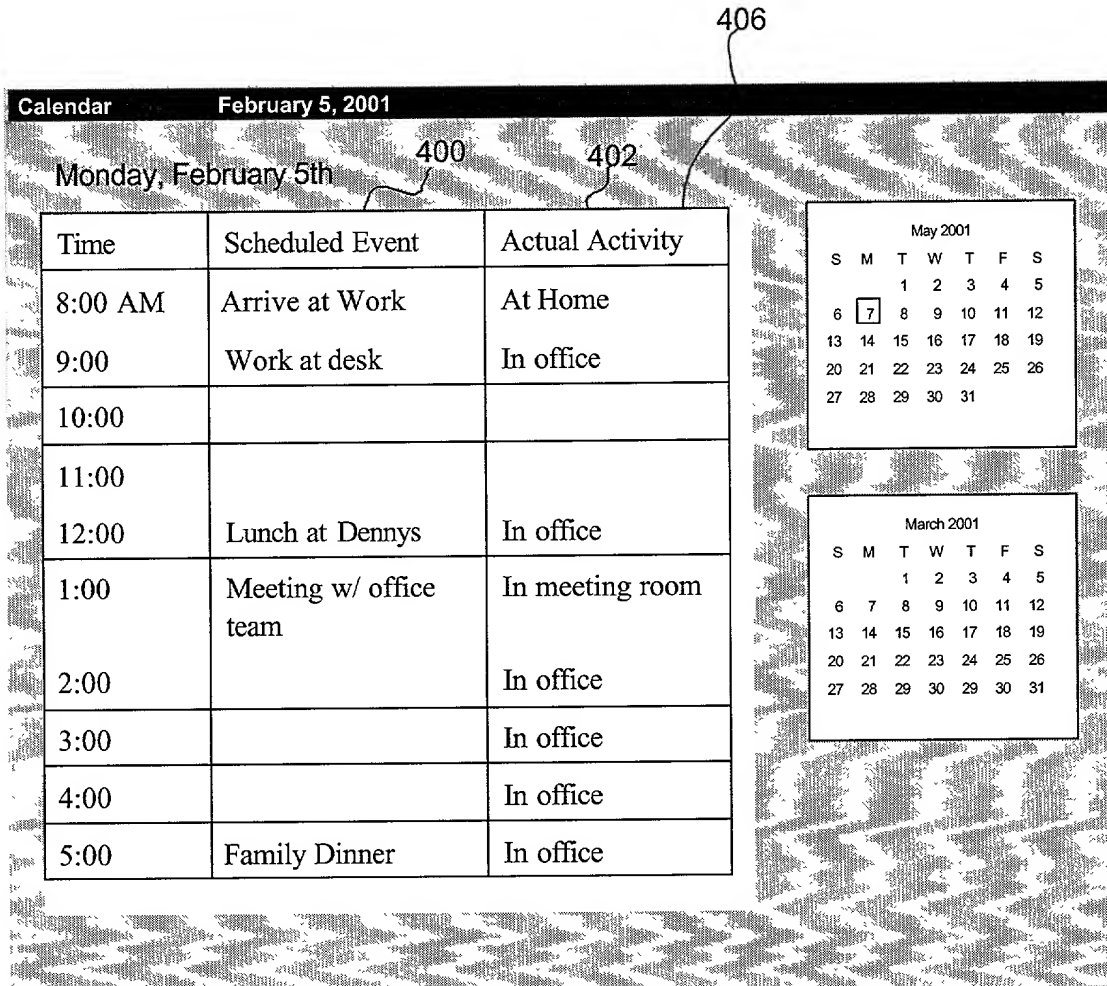 406
Calendar February 5, 2001
Monday, February 5th 400 402
Time Scheduled Event Actual Activity
8:00 AM Arrive at Work At Home
9:00 Work at desk In office
10:00
11:00
12:00 Lunch at Dennys In office
1:00 Meeting w/ office In meeting room
team
2:00 In office
3:00 In office
4:00 In office
5:00 Family Dinner In office
May 2001
S M T W T F S
1 2 3 4 5
6 7 8 9 10 11 12
13 14 15 16 17 18 19
20 21 22 23 24 25 26
27 28 29 30 31
March 2001
S M T W T F S
1 2 3 4 5
6 7 8 9 10 11 12
13 14 15 16 17 18 19
20 21 22 23 24 25 26
27 28 29 30 29 30 31